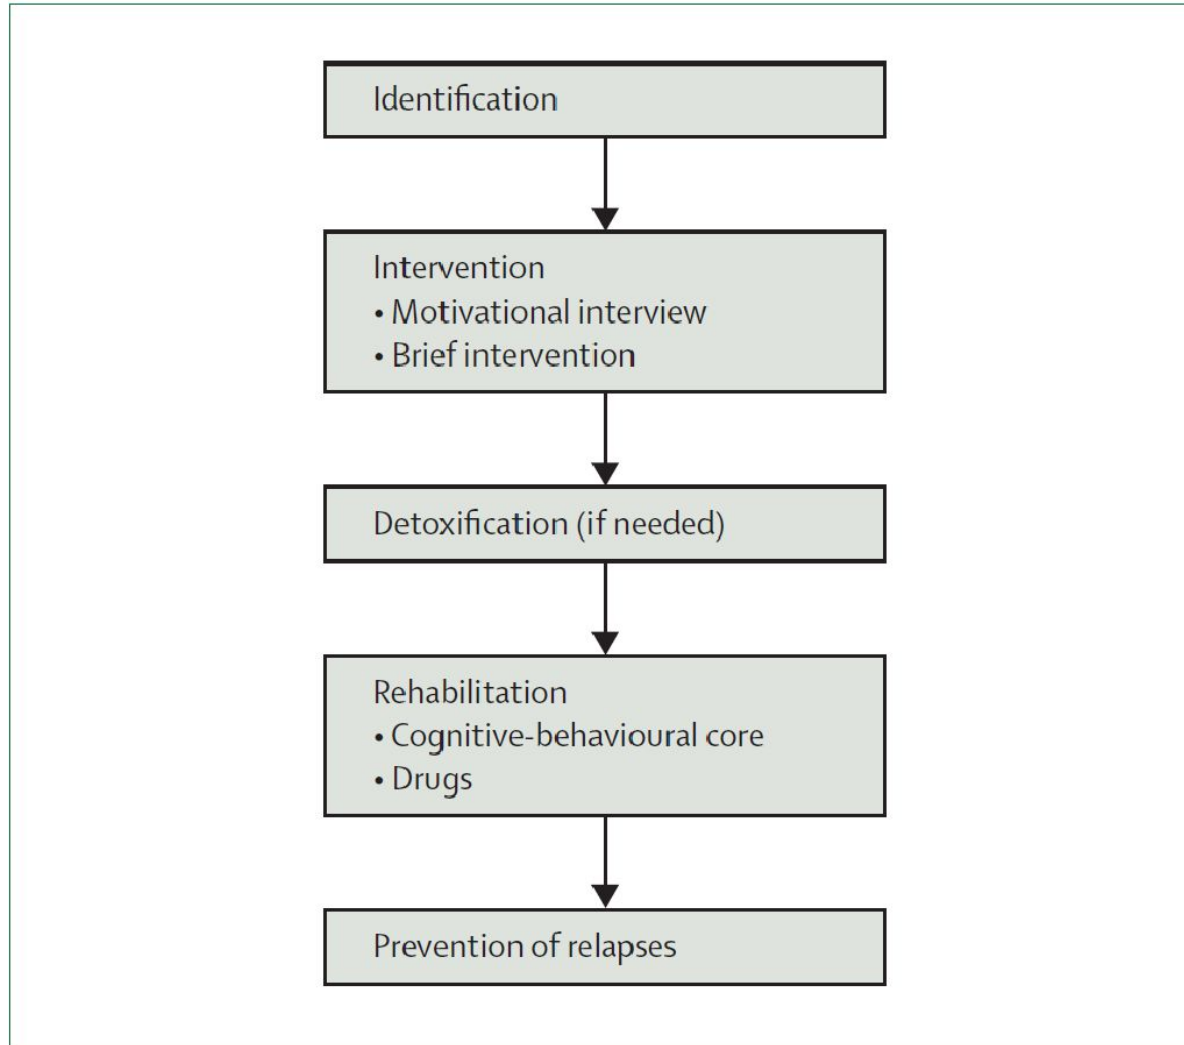 Identification
Intervention
• Motivational interview
• Brief intervention
Detoxification (if needed)
Rehabilitation
• Cognitive-behavioural core
• Drugs
Prevention of relapses